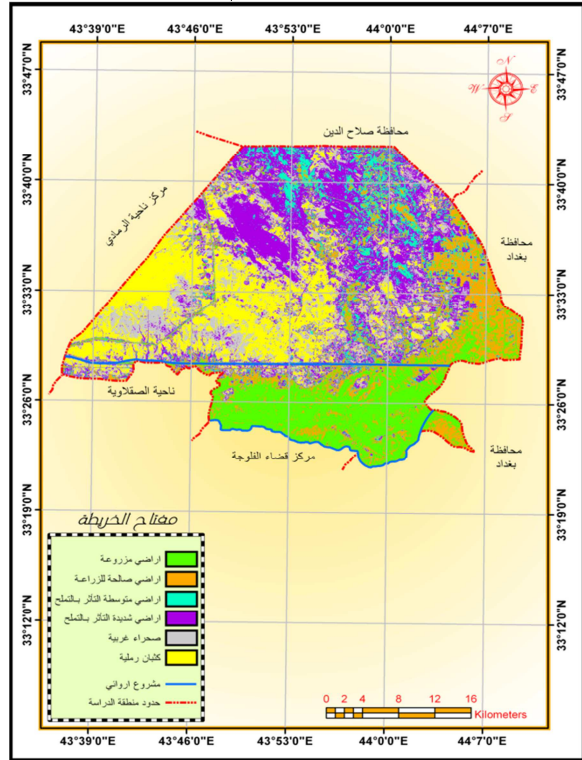 43°39'0"E 43°46'0"E 43°53'0"E 44°0'0"E 44°7'0"E
33°47'0"N 33°47'0"N
N
W E
S
محافظة صلاح الدين
33°40'0"N 33°40'0"N
مركز ناحية الرمادي
محافظة
بغداد
33°33'0"N 33°33'0"N
ناحية الصقلاوية
33°26'0"N 33°26'0"N
مركز قضاء الفلوجة
محافظة
بغداد
33°19'0"N 33°19'0"N
مفتاح الخريطة
اراضي مزروعة
اراضي صالحة للزراعة
اراضي متوسطة التأثر بالتملح
اراضي شديدة التأثر بالتملح
صحراء غربية
كثبان رملية
مشروع اروائي
حدود منطقة الدراسة
33°12'0"N 33°12'0"N
0 2 4 8 12 16
Kilometers
43°39'0"E 43°46'0"E 43°53'0"E 44°0'0"E 44°7'0"E